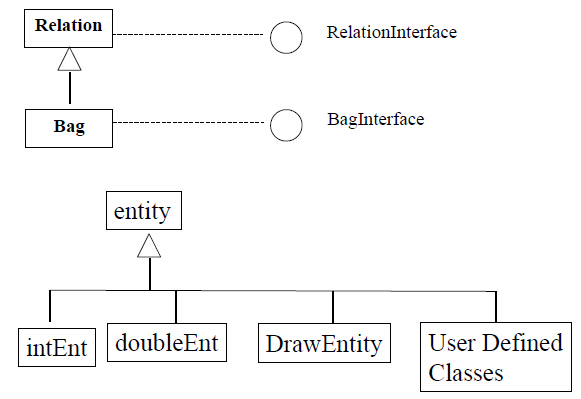 Relation
RelationInterface
Bag
BagInterface
entity
intEnt
doubleEnt
DrawEntity
User Defined
Classes